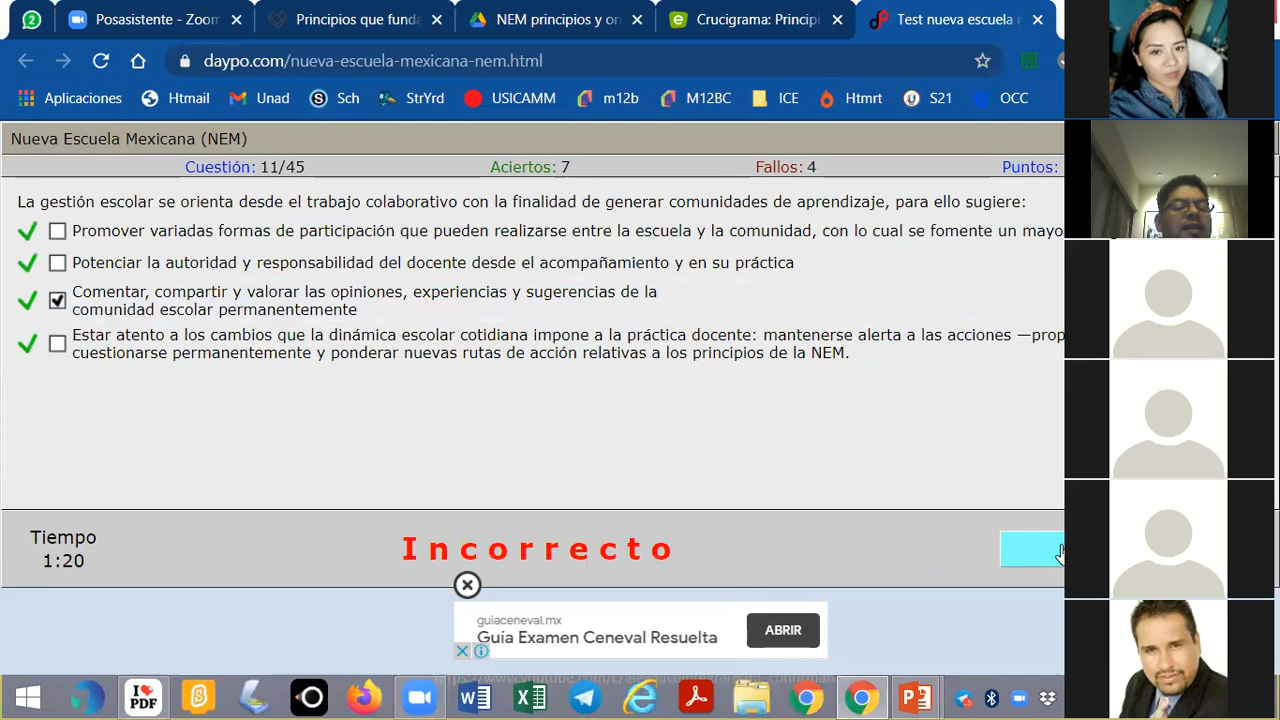 2
Posasistente - Zoom
Principios que funda
NEM principios y or
Crucigrama: Principi
Test nueva escuela
daypo.com/nueva-escuela-mexicana-nem.html
Aplicaciones
Htmail
Unad
Sch
StrYrd
USICAMM
m12b
M12BC
ICE
Htmrt
S21
OCC
Nueva Escuela Mexicana (NEM)
Cuestión: 11/45
Aciertos: 7
Fallos: 4
Puntos:
La gestión escolar se orienta desde el trabajo colaborativo con la finalidad de generar comunidades de aprendizaje, para ello sugiere:
Promover variadas formas de participación que pueden realizarse entre la escuela y la comunidad, con lo cual se fomente un mayo
Potenciar la autoridad y responsabilidad del docente desde el acompañamiento y en su práctica
Comentar, compartir y valorar las opiniones, experiencias y sugerencias de la
comunidad escolar permanentemente
Estar atento a los cambios que la dinámica escolar cotidiana impone a la práctica docente: mantenerse alerta a las acciones —prop
cuestionarse permanentemente y ponderar nuevas rutas de acción relativas a los principios de la NEM.
Tiempo
1:20
Incorrecto
guiaceneval.mx
Guía Examen Ceneval Resuelta
ABRIR
I PDF